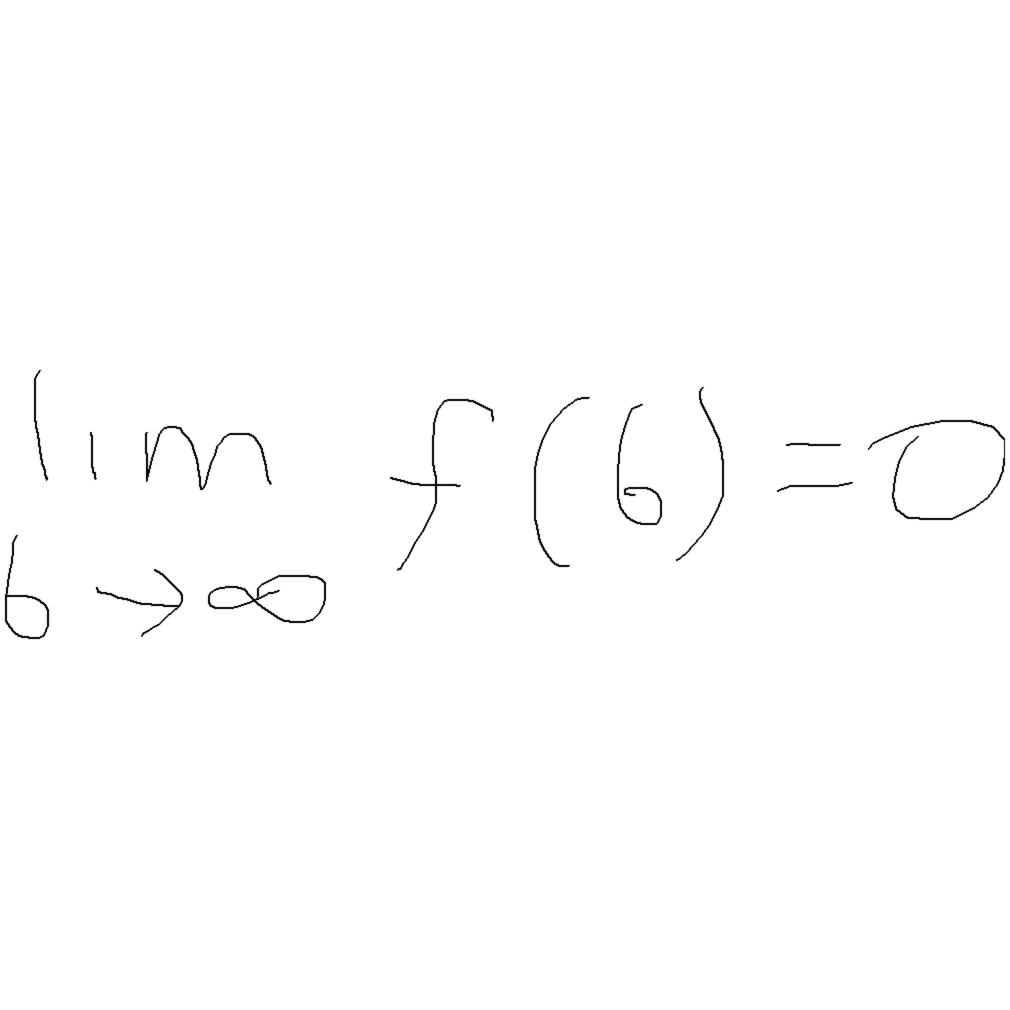 lim f(b) = 0
b → ∞